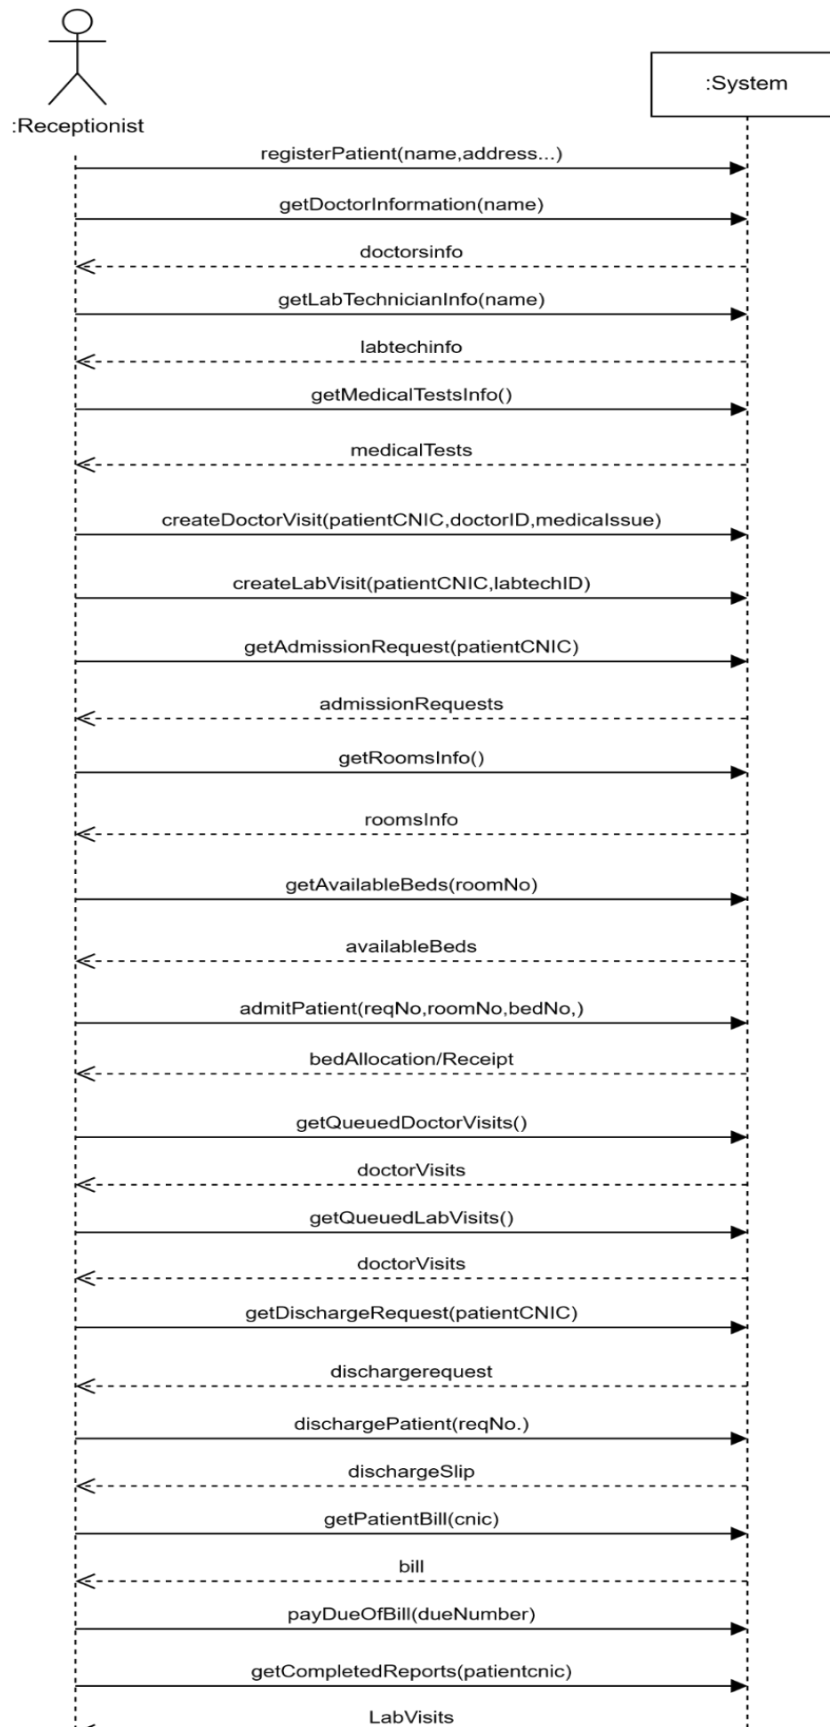 :Receptionist
:System
registerPatient(name,address...)
getDoctorInformation(name)
doctorsinfo
getLabTechnicianInfo(name)
labtechinfo
getMedicalTestsInfo()
medicalTests
createDoctorVisit(patientCNIC,doctorID,medicalssue)
createLabVisit(patientCNIC,labtechID)
getAdmissionRequest(patientCNIC)
admissionRequests
getRoomsInfo()
roomsInfo
getAvailableBeds(roomNo)
availableBeds
admitPatient(reqNo,roomNo,bedNo,)
bedAllocation/Receipt
getQueuedDoctorVisits()
doctorVisits
getQueuedLabVisits()
doctorVisits
getDischargeRequest(patientCNIC)
dischargerequest
dischargePatient(reqNo.)
dischargeSlip
getPatientBill(cnic)
bill
payDueOfBill(dueNumber)
getCompletedReports(patientcnic)
LabVisits